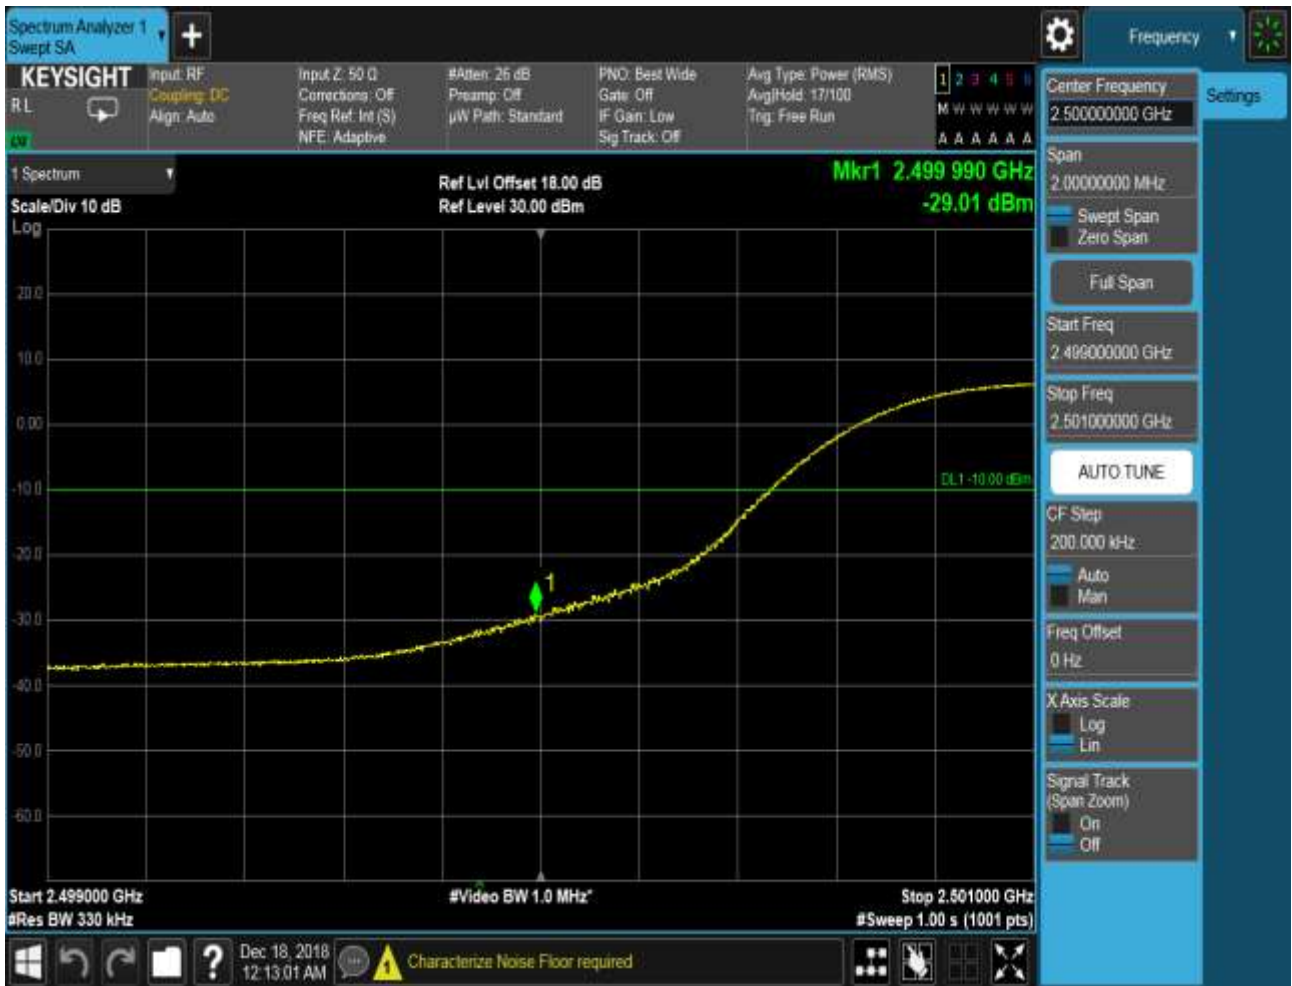 Spectrum Analyzer 1
Swept SA
+
Frequency
KEYSIGHT
R L
Input: RF
Coupling: DC
Align: Auto
Input Z: 50 Ω
Corrections: Off
Freq Ref: Int (S)
NFE: Adaptive
#Atten: 26 dB
Preamp: Off
µW Path: Standard
PNO: Best Wide
Gate: Off
IF Gain: Low
Sig Track: Off
Avg Type: Power (RMS)
Avg|Hold: 17/100
Trig: Free Run
1 2 3 4 5 6
M W W W W W
A A A A A A
1 Spectrum
Scale/Div 10 dB
Log
Ref Lvl Offset 18.00 dB
Ref Level 30.00 dBm
Mkr1 2.499 990 GHz
-29.01 dBm
20.0
10.0
0.00
-10.0
-20.0
-30.0
-40.0
-50.0
-60.0
DL1 -10.00 dBm
1
Start 2.499000 GHz
#Res BW 330 kHz
#Video BW 1.0 MHz*
Stop 2.501000 GHz
#Sweep 1.00 s (1001 pts)
Center Frequency
2.500000000 GHz
Settings
Span
2.00000000 MHz
Swept Span
Zero Span
Full Span
Start Freq
2.499000000 GHz
Stop Freq
2.501000000 GHz
AUTO TUNE
CF Step
200.000 kHz
Auto
Man
Freq Offset
0 Hz
X Axis Scale
Log
Lin
Signal Track
(Span Zoom)
On
Off
?
Dec 18, 2018
12:13:01 AM
1
Characterize Noise Floor required